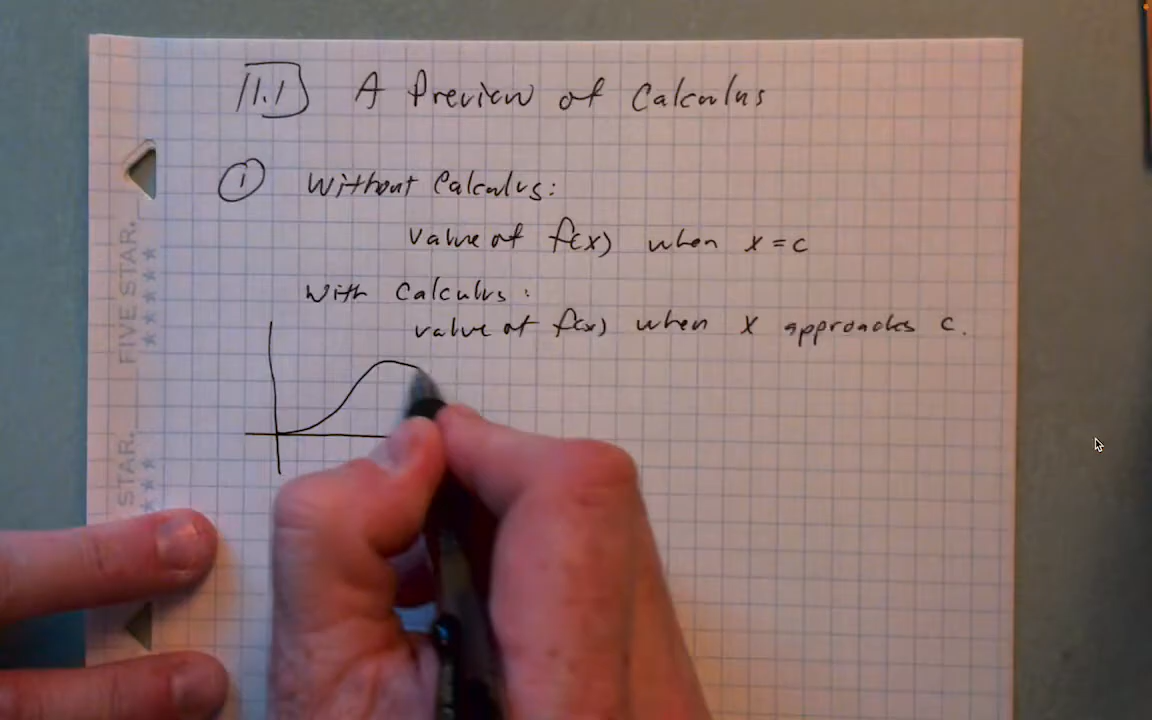 11.1 A Preview of Calculus
① Without Calculus:
value of f(x) when x = c
With Calculus:
value of f(x) when x approaches c.
FIVE STAR.
STAR.